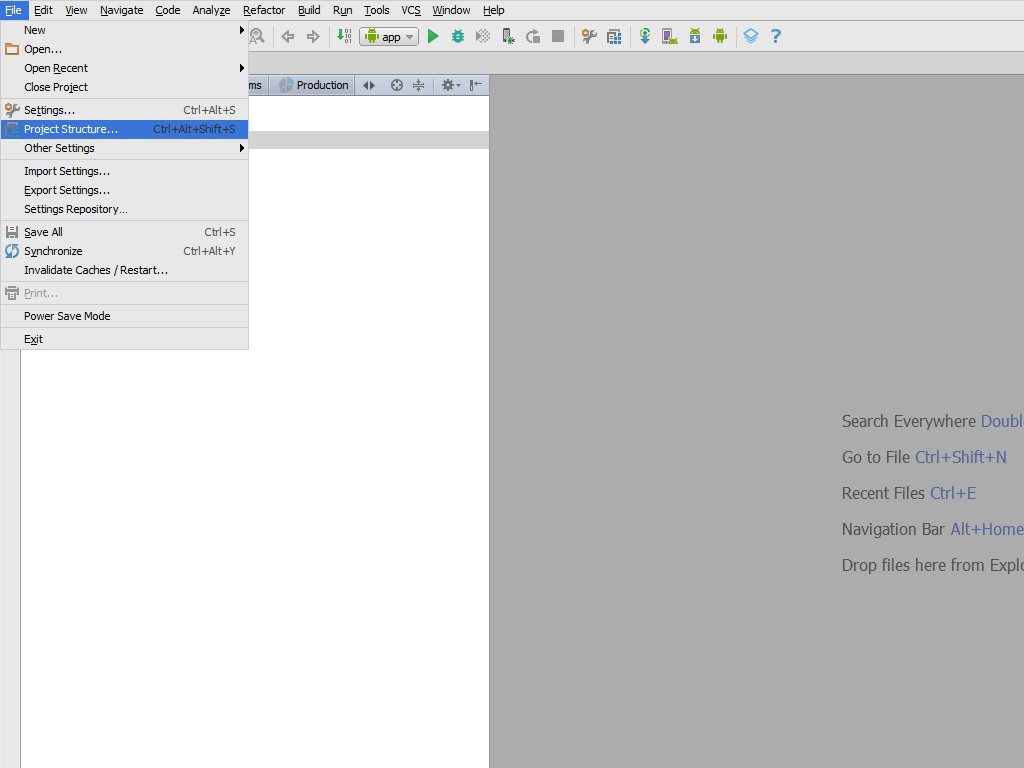 File Edit View Navigate Code Analyze Refactor Build Run Tools VCS Window Help
New
Open...
Open Recent
Close Project
Settings... Ctrl+Alt+S
Project Structure... Ctrl+Alt+Shift+S
Other Settings
Import Settings...
Export Settings...
Settings Repository...
Save All Ctrl+S
Synchronize Ctrl+Alt+Y
Invalidate Caches / Restart...
Print...
Power Save Mode
Exit
app
ms Production
Search Everywhere Doubl
Go to File Ctrl+Shift+N
Recent Files Ctrl+E
Navigation Bar Alt+Home
Drop files here from Explo